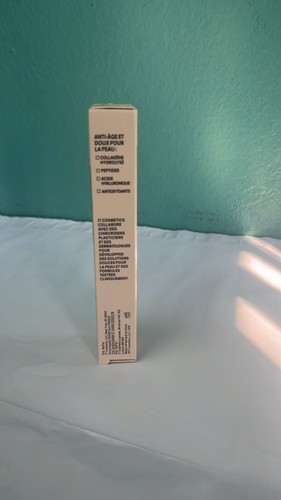 ANTI-ÂGE ET
DOUX POUR
LA PEAU :
COLLAGÈNE
HYDROLYSÉ
PEPTIDES
ACIDE
HYALURONIQUE
ANTIOXYDANTS
IT COSMETICS
COLLABORE
AVEC DES
CHIRURGIENS
PLASTICIENS
ET DES
DERMATOLOGUES
POUR
DÉVELOPPER
DES SOLUTIONS
DOUCES POUR
LA PEAU ET DES
FORMULES
TESTÉES
CLINIQUEMENT.